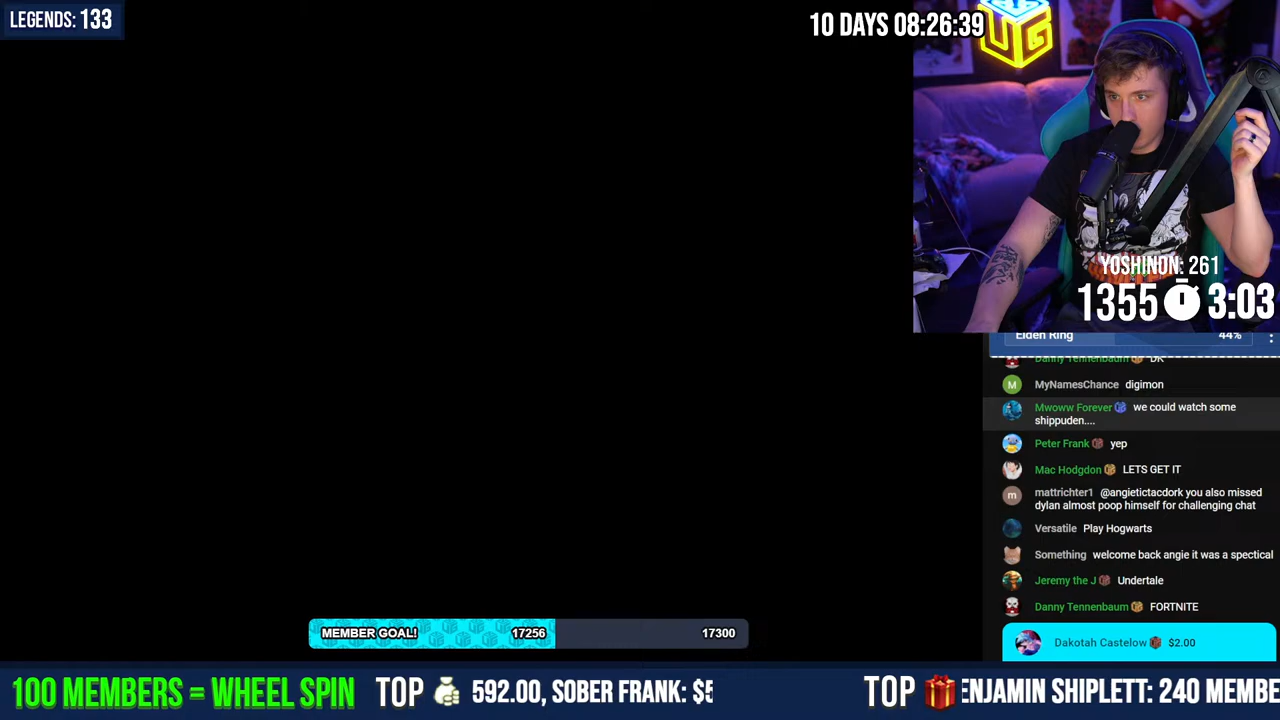 LEGENDS: 133
10 DAYS 08:26:39
UG
YOSHINON: 261
1355 3:03
Elden Ring 44%
Danny Tennenbaum DK
MyNamesChance digimon
Mwoww Forever we could watch some
shippuden....
Peter Frank yep
Mac Hodgdon LETS GET IT
mattrichter1 @angietictacdork you also missed
dylan almost poop himself for challenging chat
Versatile Play Hogwarts
Something welcome back angie it was a spectical
Jeremy the J Undertale
Danny Tennenbaum FORTNITE
Dakotah Castelow $2.00
MEMBER GOAL! 17256 17300
100 MEMBERS = WHEEL SPIN TOP 592.00, SOBER FRANK: $5 TOP ENJAMIN SHIPLETT: 240 MEMBE